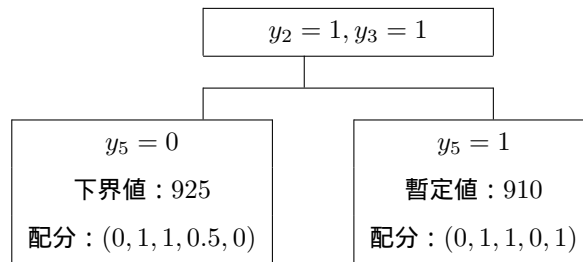 y₂ = 1, y₃ = 1
y₅ = 0
下界値：925
配分：(0, 1, 1, 0.5, 0)
y₅ = 1
暫定値：910
配分：(0, 1, 1, 0, 1)